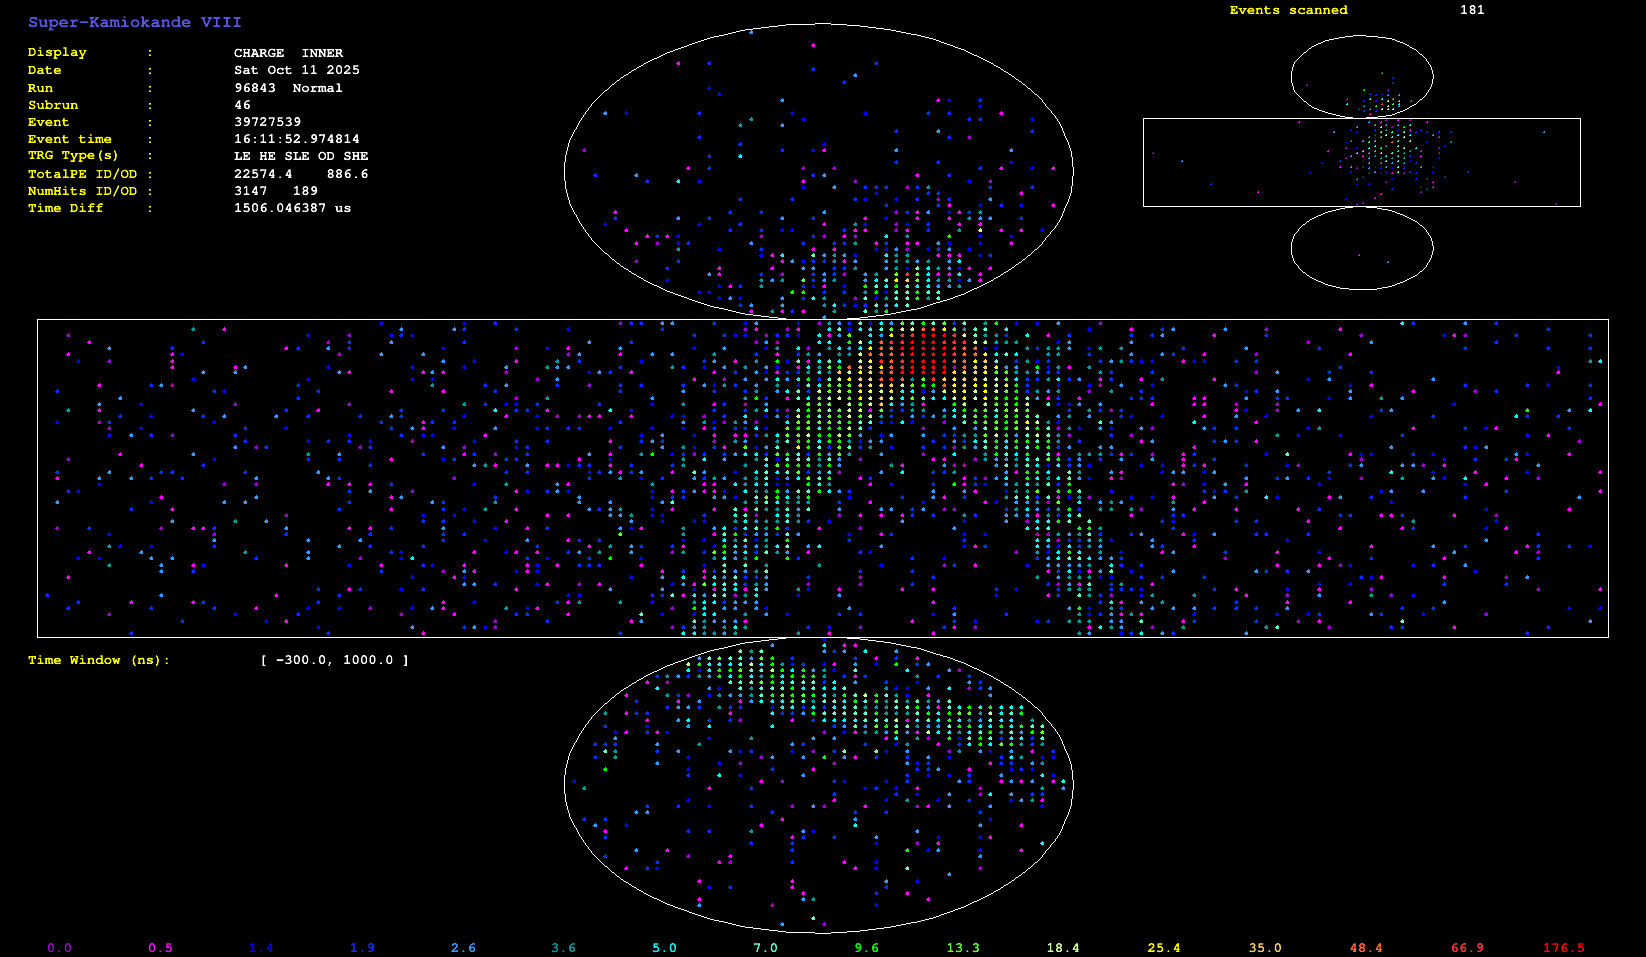 Super-Kamiokande VIII
Events scanned 181
Display : CHARGE INNER
Date : Sat Oct 11 2025
Run : 96843 Normal
Subrun : 46
Event : 39727539
Event time : 16:11:52.974814
TRG Type(s) : LE HE SLE OD SHE
TotalPE ID/OD : 22574.4 886.6
NumHits ID/OD : 3147 189
Time Diff : 1506.046387 us
Time Window (ns): [ -300.0, 1000.0 ]
0.0 0.5 1.4 1.9 2.6 3.6 5.0 7.0 9.6 13.3 18.4 25.4 35.0 48.4 66.9 176.5